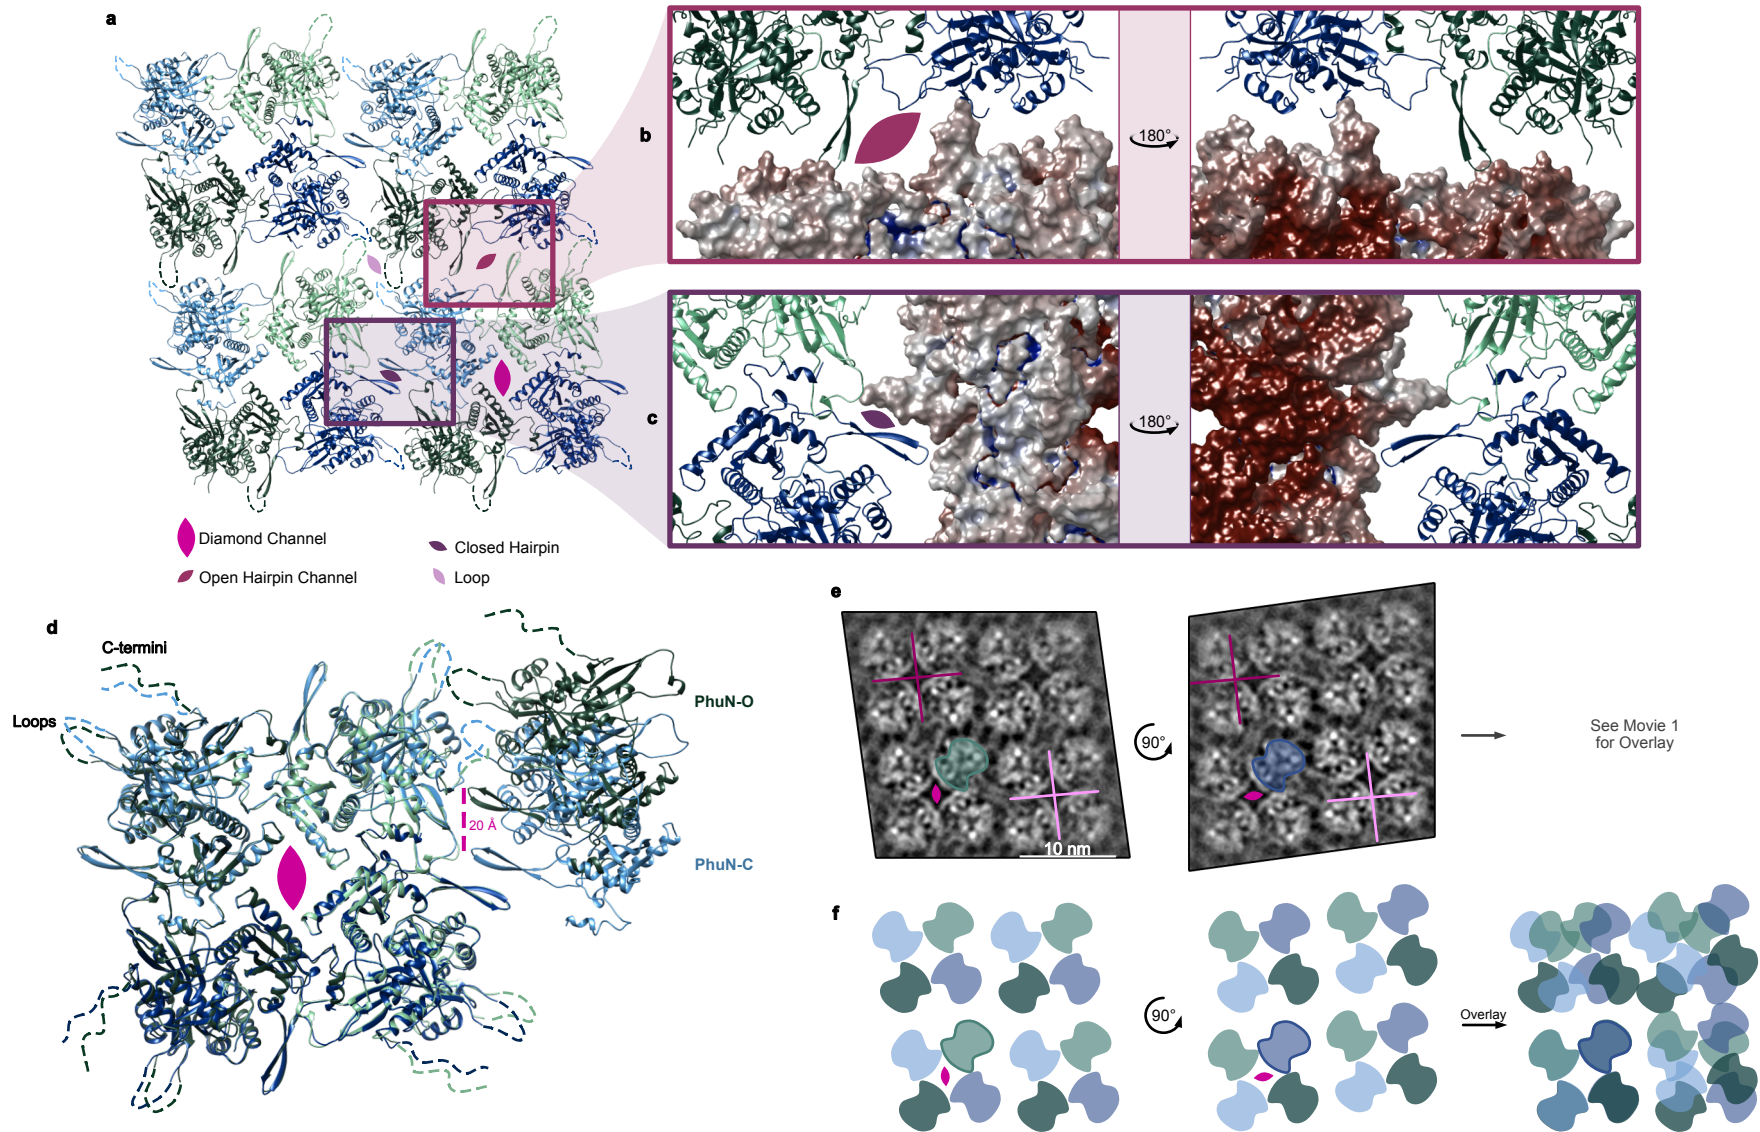 a
b
180°
c
180°
Diamond Channel
Closed Hairpin
Open Hairpin Channel
Loop
d
C-termini
Loops
PhuN-O
20 Å
PhuN-C
e
90°
10 nm
See Movie 1
for Overlay
f
90°
Overlay